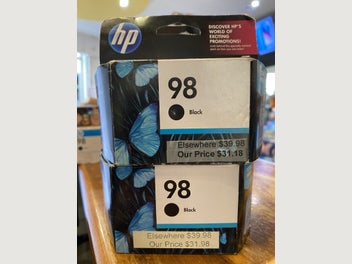 hp
DISCOVER HP'S
WORLD OF
EXCITING
PROMOTIONS!
98
Black
Elsewhere $39.98
Our Price $31.18
98
Black
Elsewhere $39.98
Our Price $31.98